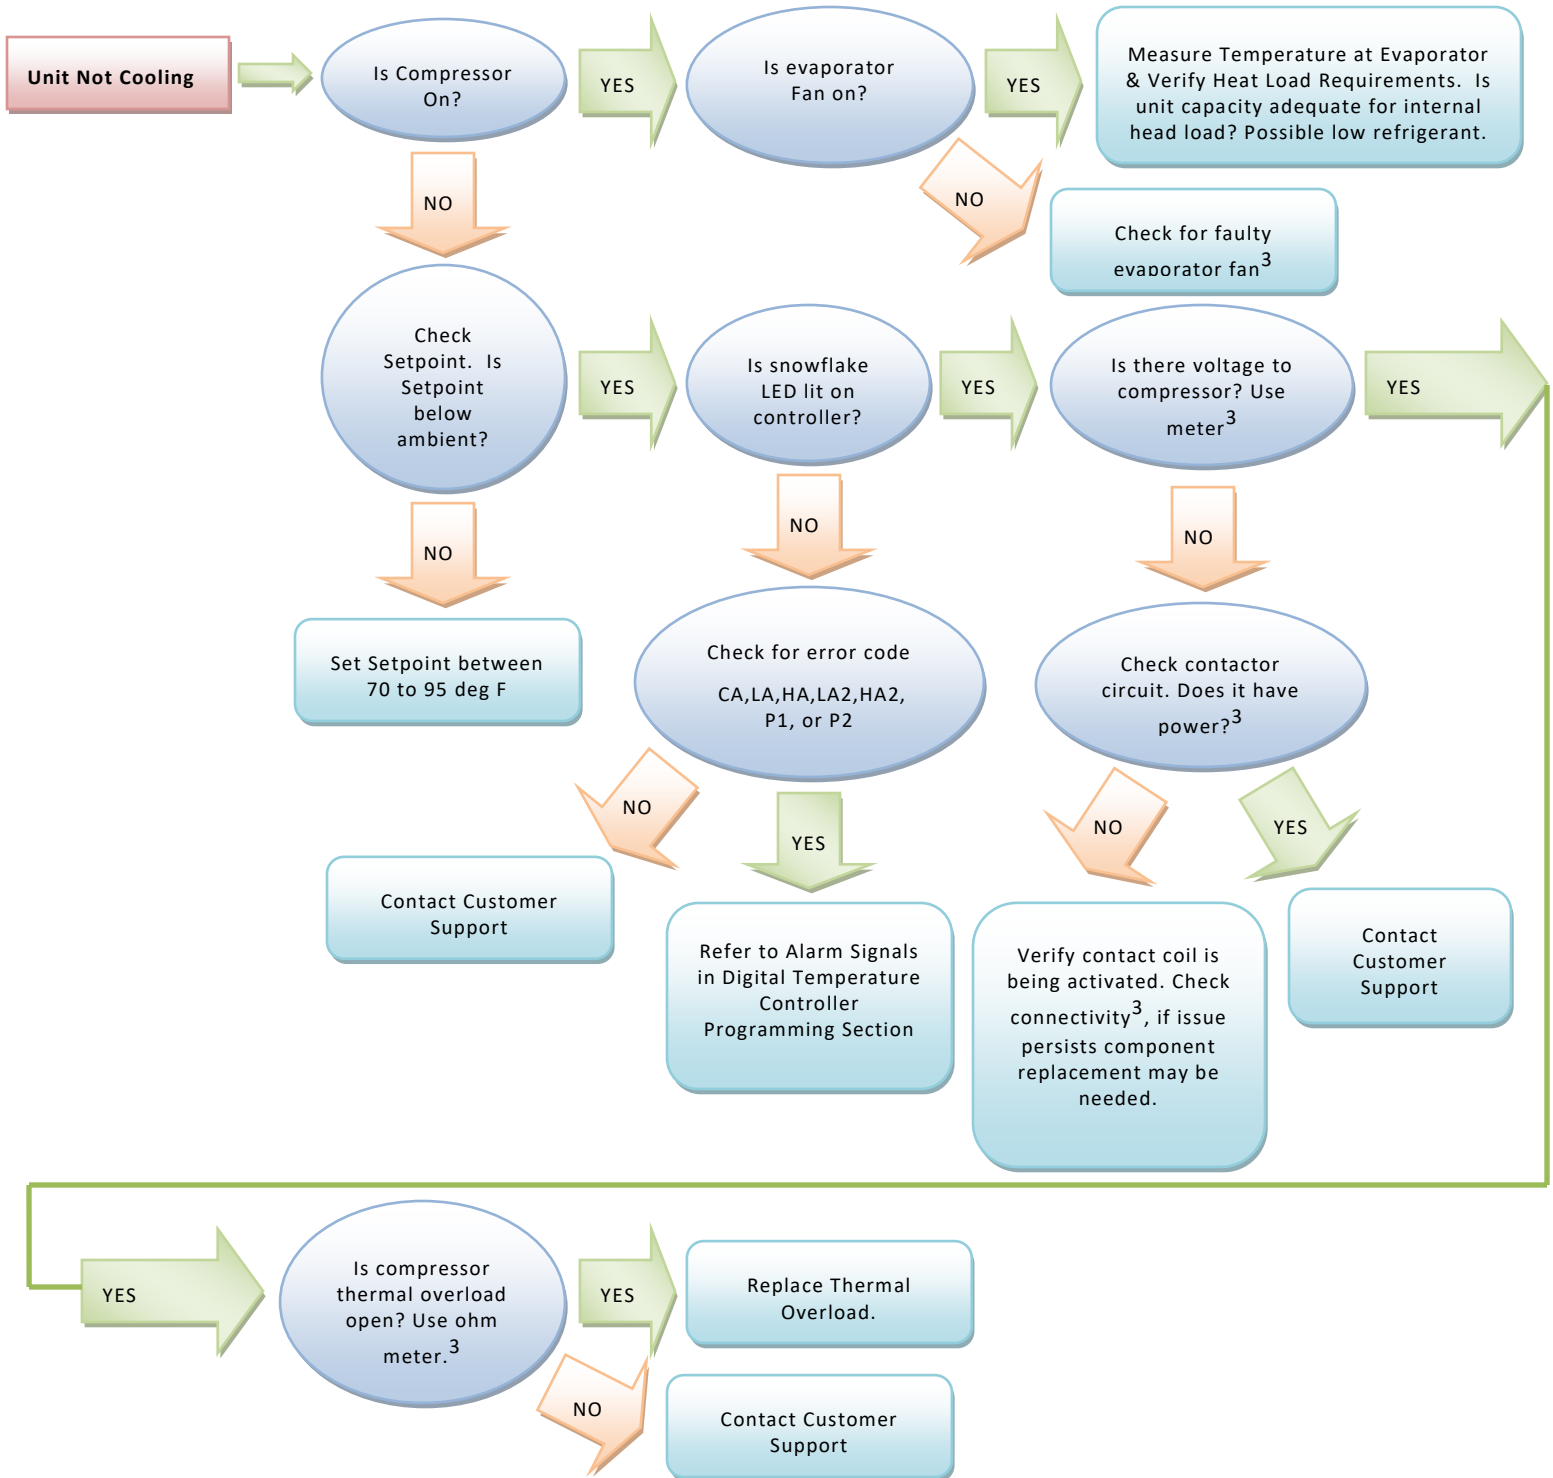 Unit Not Cooling
Is Compressor
On?
YES
Is evaporator
Fan on?
YES
Measure Temperature at Evaporator
& Verify Heat Load Requirements.  Is
unit capacity adequate for internal
head load? Possible low refrigerant.
NO
NO
Check for faulty
evaporator fan3
Check
Setpoint.  Is
Setpoint
below
ambient?
YES
Is snowflake
LED lit on
controller?
YES
Is there voltage to
compressor? Use
meter3
YES
NO
NO
NO
Set Setpoint between
70 to 95 deg F
Check for error code
CA,LA,HA,LA2,HA2,
P1, or P2
Check contactor
circuit. Does it have
power?3
NO
YES
NO
YES
Contact Customer
Support
Refer to Alarm Signals
in Digital Temperature
Controller
Programming Section
Verify contact coil is
being activated. Check
connectivity3, if issue
persists component
replacement may be
needed.
Contact
Customer
Support
YES
Is compressor
thermal overload
open? Use ohm
meter.3
YES
Replace Thermal
Overload.
NO
Contact Customer
Support